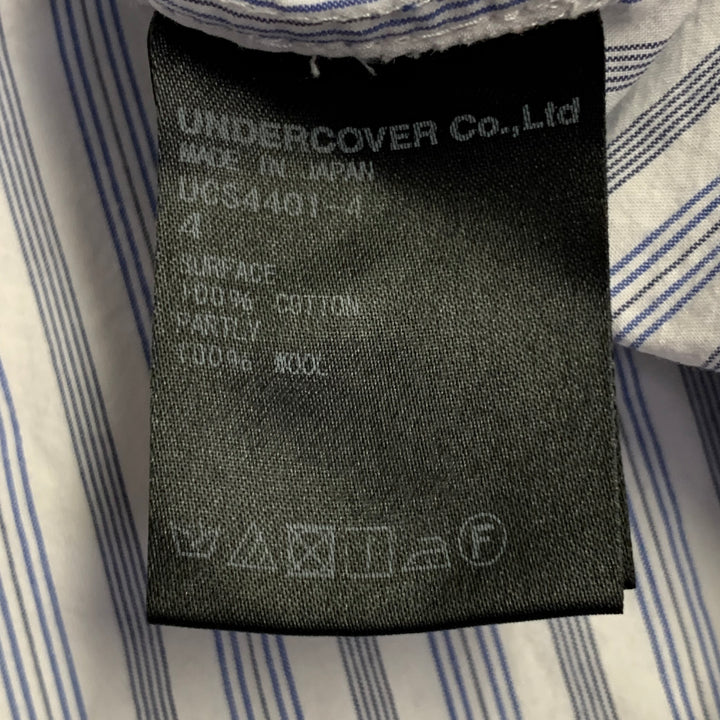 UNDERCOVER Co.,Ltd
MADE IN JAPAN
UCS4401-4
4
SURFACE
100% COTTON
PARTLY
100% WOOL
F